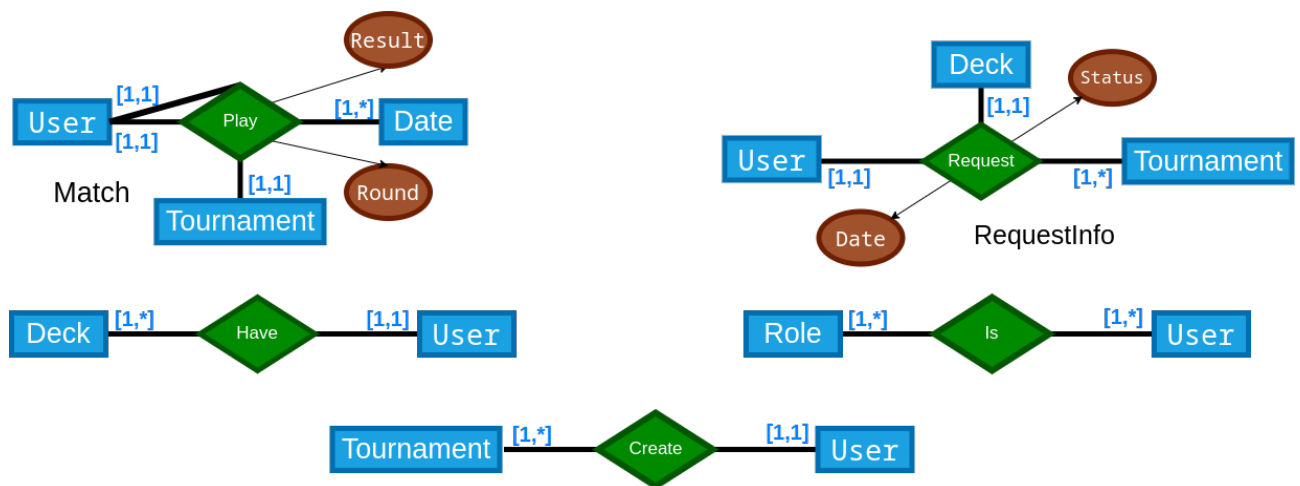 Result
[1,1]
User
[1,1]
Play
[1,*]
Date
Match
[1,1]
Round
Tournament
Deck
Status
[1,1]
User
[1,1]
Request
[1,*]
Tournament
Date
RequestInfo
Deck
[1,*]
Have
[1,1]
User
Role
[1,*]
Is
[1,*]
User
Tournament
[1,*]
Create
[1,1]
User